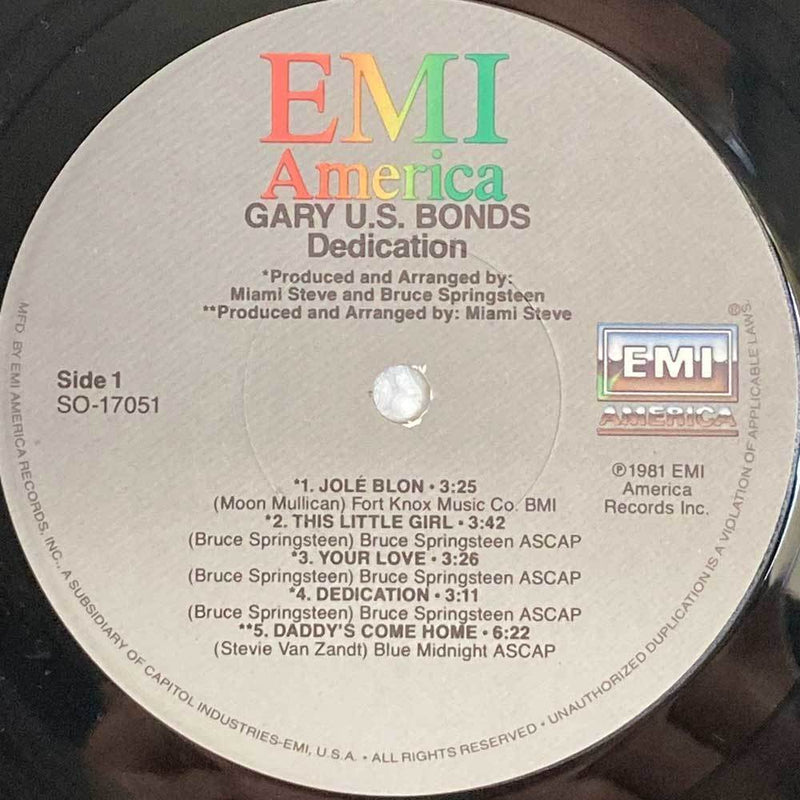 EMI
America
GARY U.S. BONDS
Dedication
*Produced and Arranged by:
Miami Steve and Bruce Springsteen
**Produced and Arranged by: Miami Steve
Side 1
SO-17051
EMI
AMERICA
®
℗1981 EMI
America
Records Inc.
*1. JOLÉ BLON • 3:25
(Moon Mullican) Fort Knox Music Co. BMI
*2. THIS LITTLE GIRL • 3:42
(Bruce Springsteen) Bruce Springsteen ASCAP
*3. YOUR LOVE • 3:26
(Bruce Springsteen) Bruce Springsteen ASCAP
*4. DEDICATION • 3:11
(Bruce Springsteen) Bruce Springsteen ASCAP
**5. DADDY'S COME HOME • 6:22
(Stevie Van Zandt) Blue Midnight ASCAP
MFD. BY EMI AMERICA RECORDS, INC., A SUBSIDIARY OF CAPITOL INDUSTRIES-EMI, U.S.A. • ALL RIGHTS RESERVED • UNAUTHORIZED DUPLICATION IS A VIOLATION OF APPLICABLE LAWS.